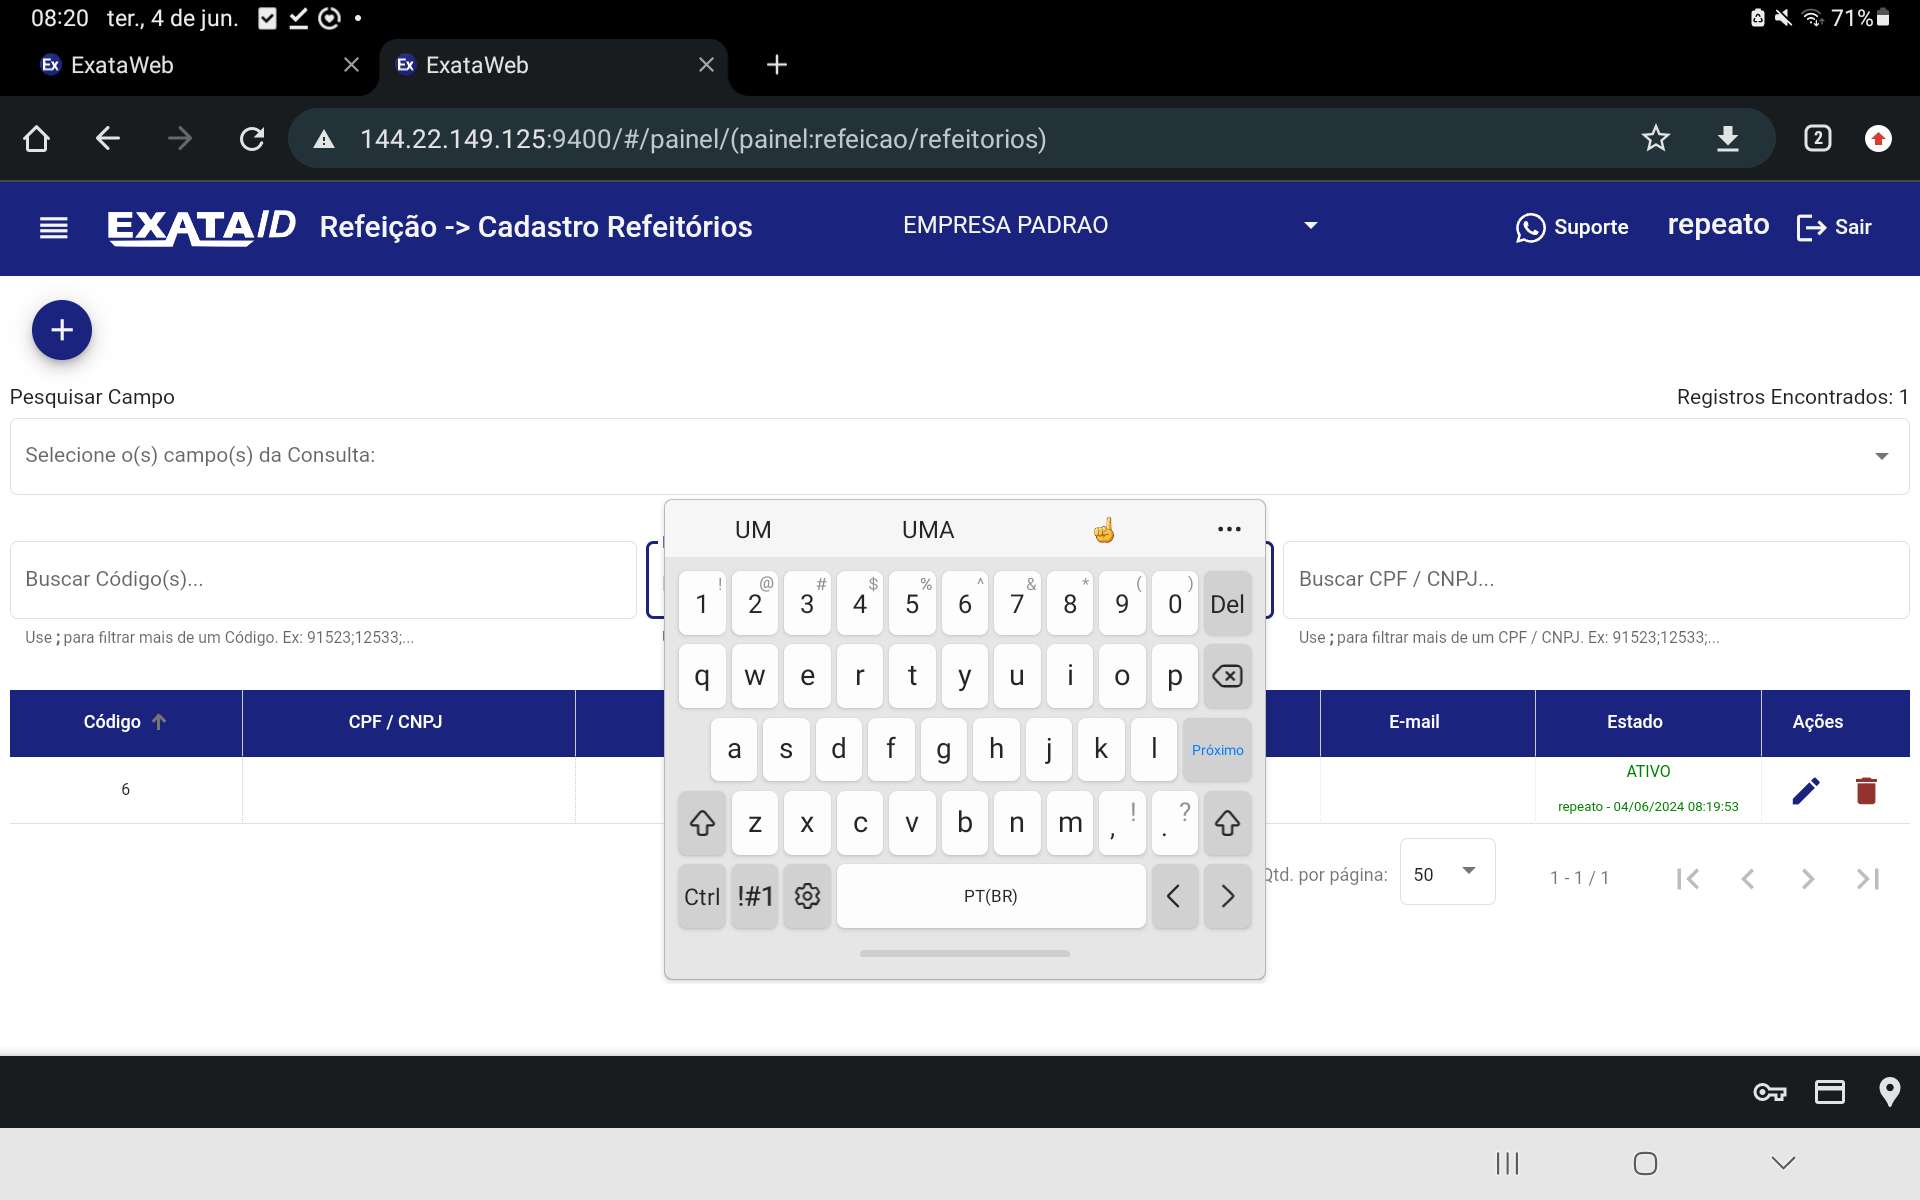 08:20 ter., 4 de jun. 71%
Ex ExataWeb Ex ExataWeb
144.22.149.125:9400/#/painel/(painel:refeicao/refeitorios) 2
EXATA/D Refeição -> Cadastro Refeitórios EMPRESA PADRAO Suporte repeato Sair
+
Pesquisar Campo Registros Encontrados: 1
Selecione o(s) campo(s) da Consulta:
UM UMA ...
Buscar Código(s)... Buscar CPF / CNPJ...
Use ; para filtrar mais de um Código. Ex: 91523;12533;... Use ; para filtrar mais de um CPF / CNPJ. Ex: 91523;12533;...
! @ # $ % ^ & * ( )
1 2 3 4 5 6 7 8 9 0 Del
q w e r t y u i o p
Código CPF / CNPJ E-mail Estado Ações
a s d f g h j k l Próximo
6 ATIVO
repeato - 04/06/2024 08:19:53
z x c v b n m , ! . ?
Qtd. por página: 50 1 - 1 / 1
Ctrl !#1 PT(BR) < >